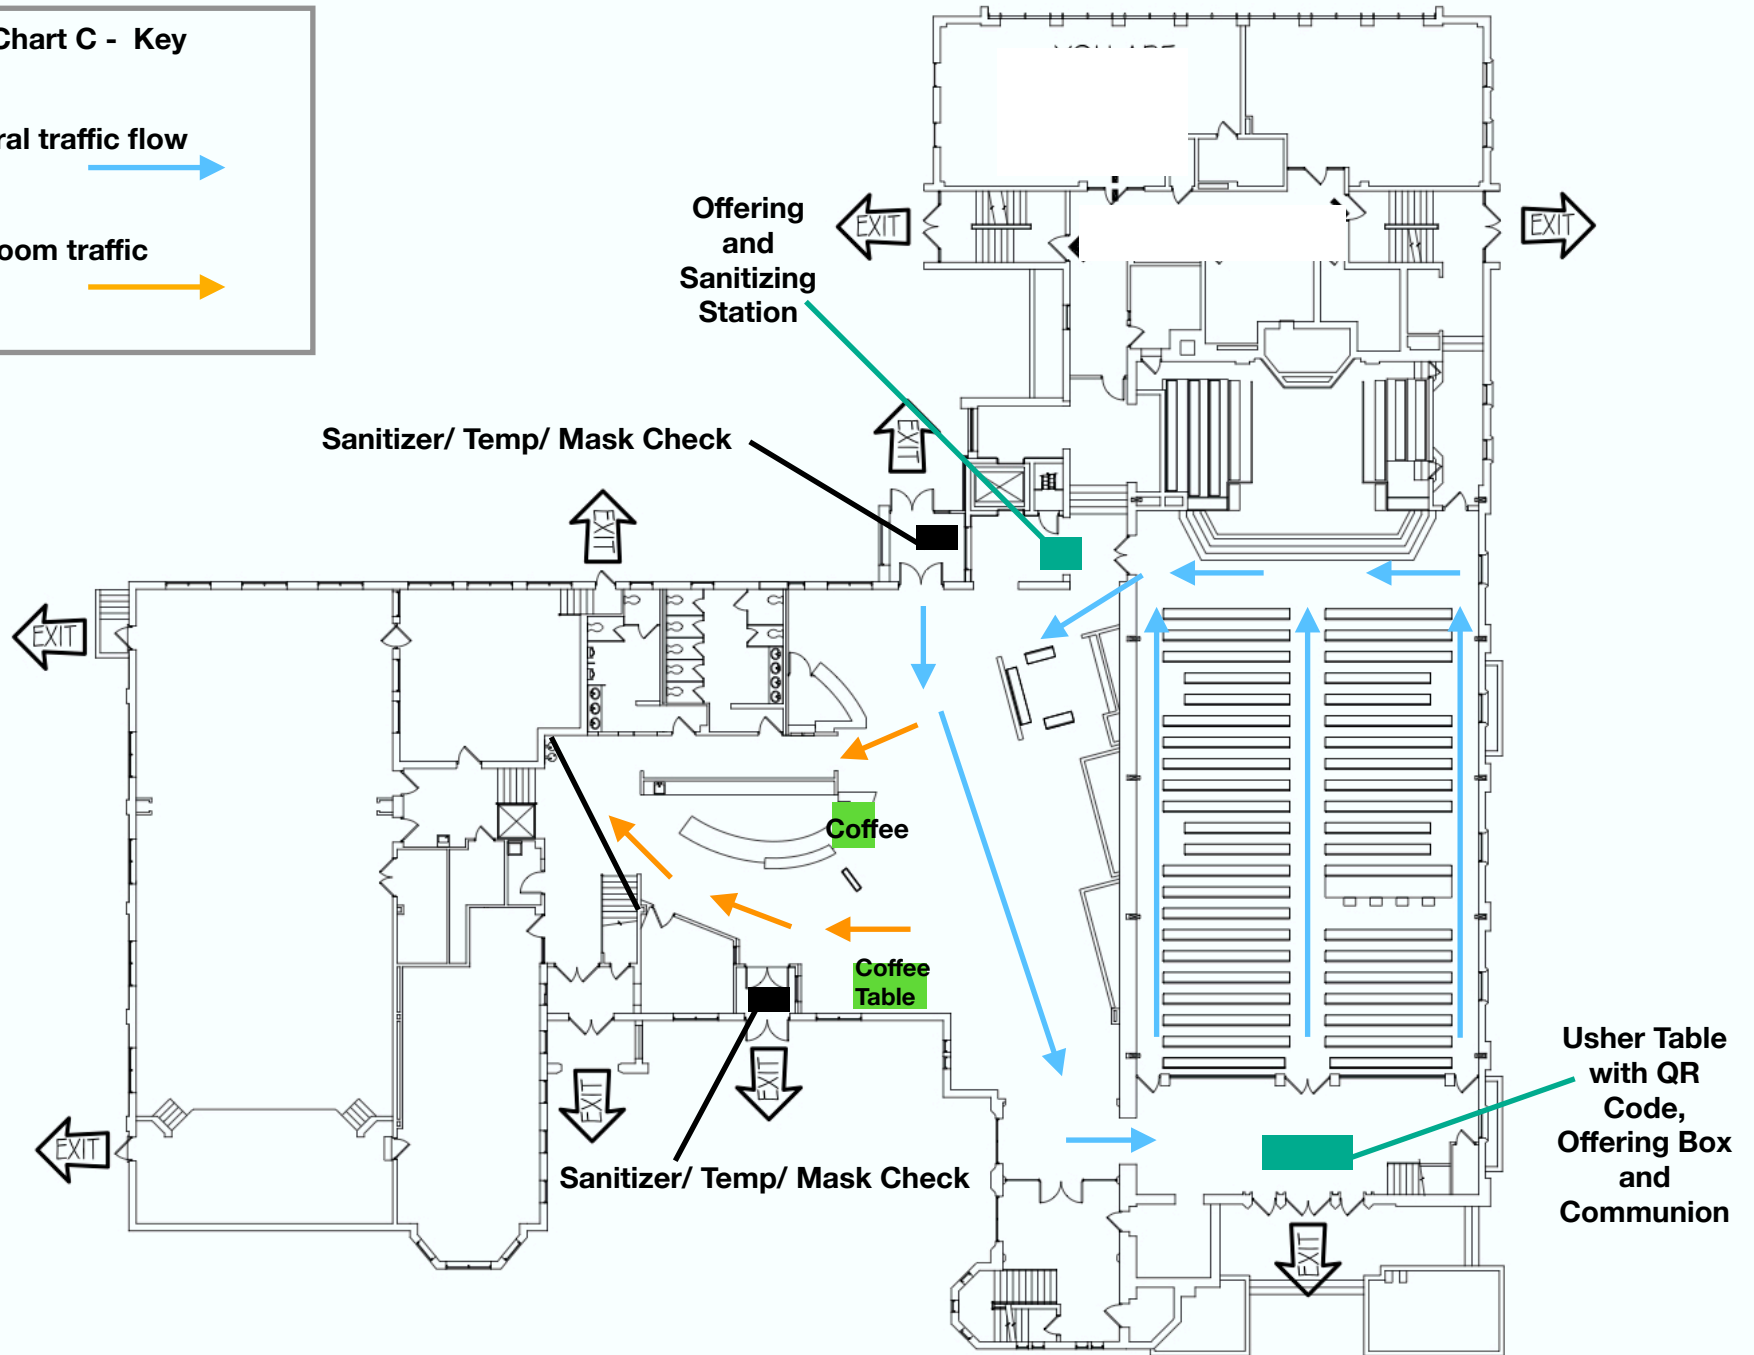 Chart C - Key
ral traffic flow
oom traffic
YOU ARE
EXIT
EXIT
Offering
and
Sanitizing
Station
Sanitizer/ Temp/ Mask Check
EXIT
EXIT
EXIT
Coffee
Coffee
Table
Usher Table
with QR
Code,
Offering Box
and
Communion
EXIT
EXIT
EXIT
Sanitizer/ Temp/ Mask Check
EXIT